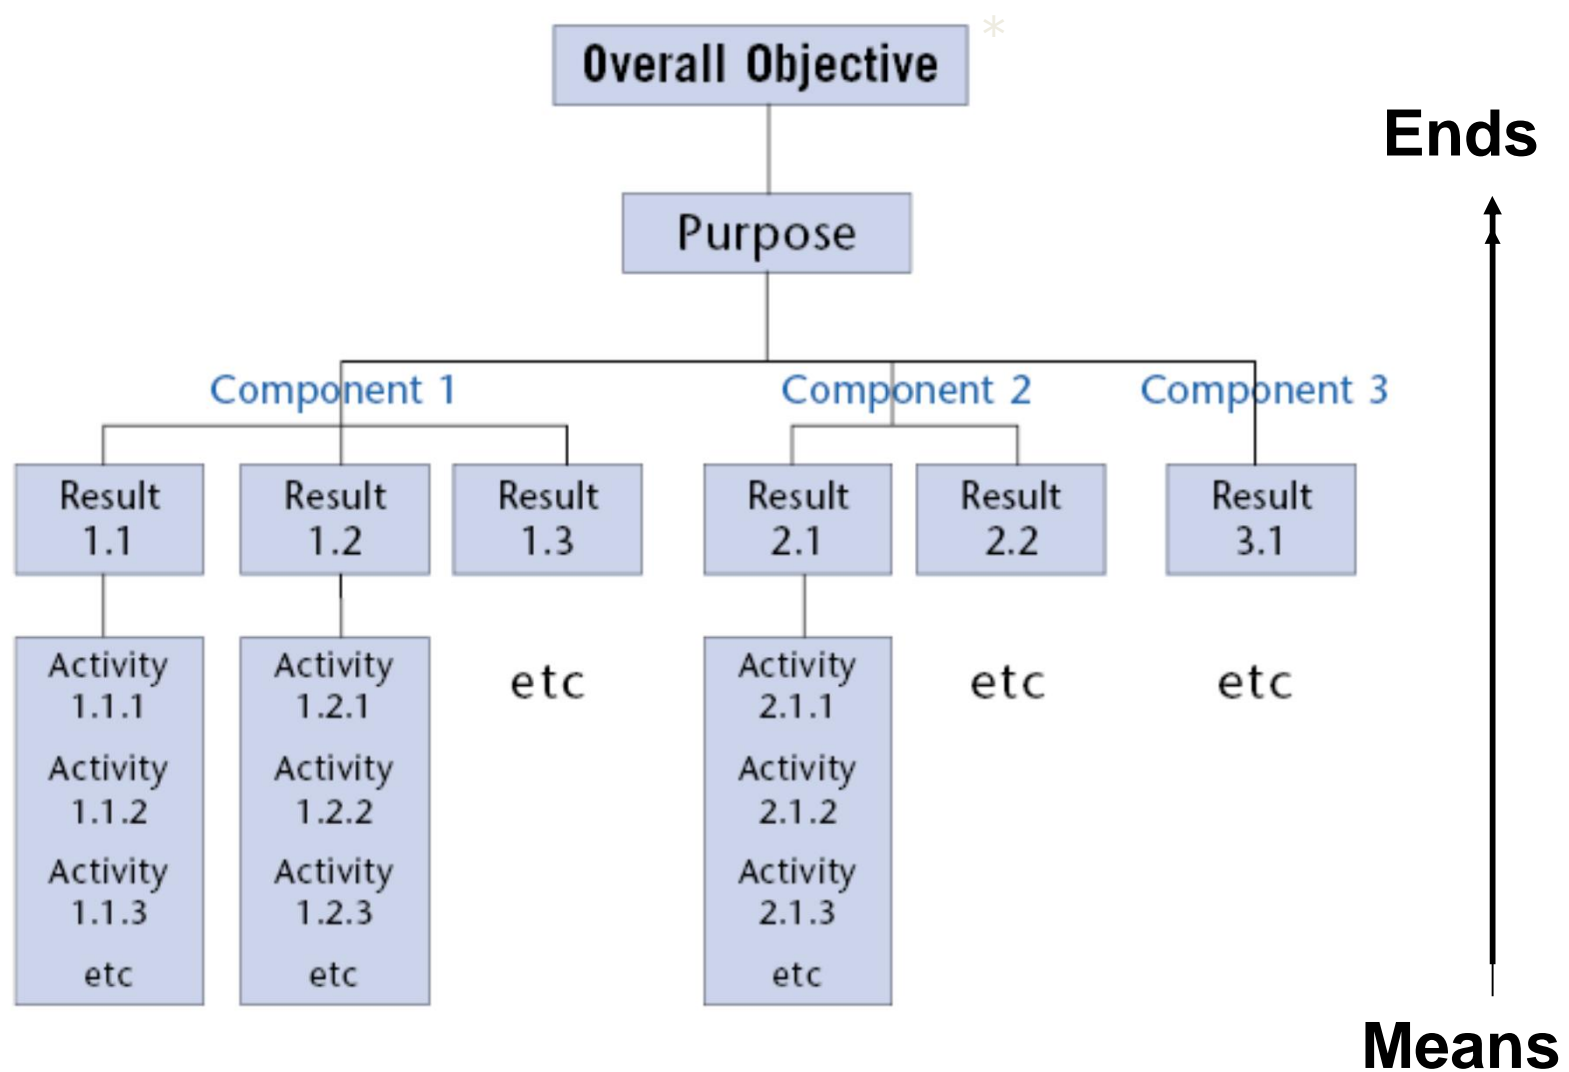 *
Overall Objective
Ends
Purpose
Component 1
Component 2
Component 3
Result
1.1
Result
1.2
Result
1.3
Result
2.1
Result
2.2
Result
3.1
Activity
1.1.1
Activity
1.1.2
Activity
1.1.3
etc
Activity
1.2.1
Activity
1.2.2
Activity
1.2.3
etc
etc
Activity
2.1.1
Activity
2.1.2
Activity
2.1.3
etc
etc
etc
Means